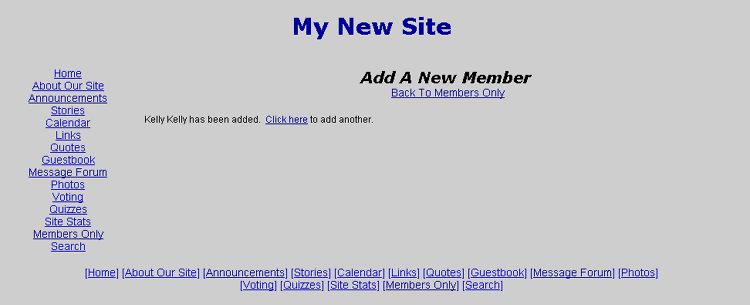 My New Site
Home
About Our Site
Announcements
Stories
Calendar
Links
Quotes
Guestbook
Message Forum
Photos
Voting
Quizzes
Site Stats
Members Only
Search
Add A New Member
Back To Members Only
Kelly Kelly has been added. Click here to add another.
[Home] [About Our Site] [Announcements] [Stories] [Calendar] [Links] [Quotes] [Guestbook] [Message Forum] [Photos]
[Voting] [Quizzes] [Site Stats] [Members Only] [Search]